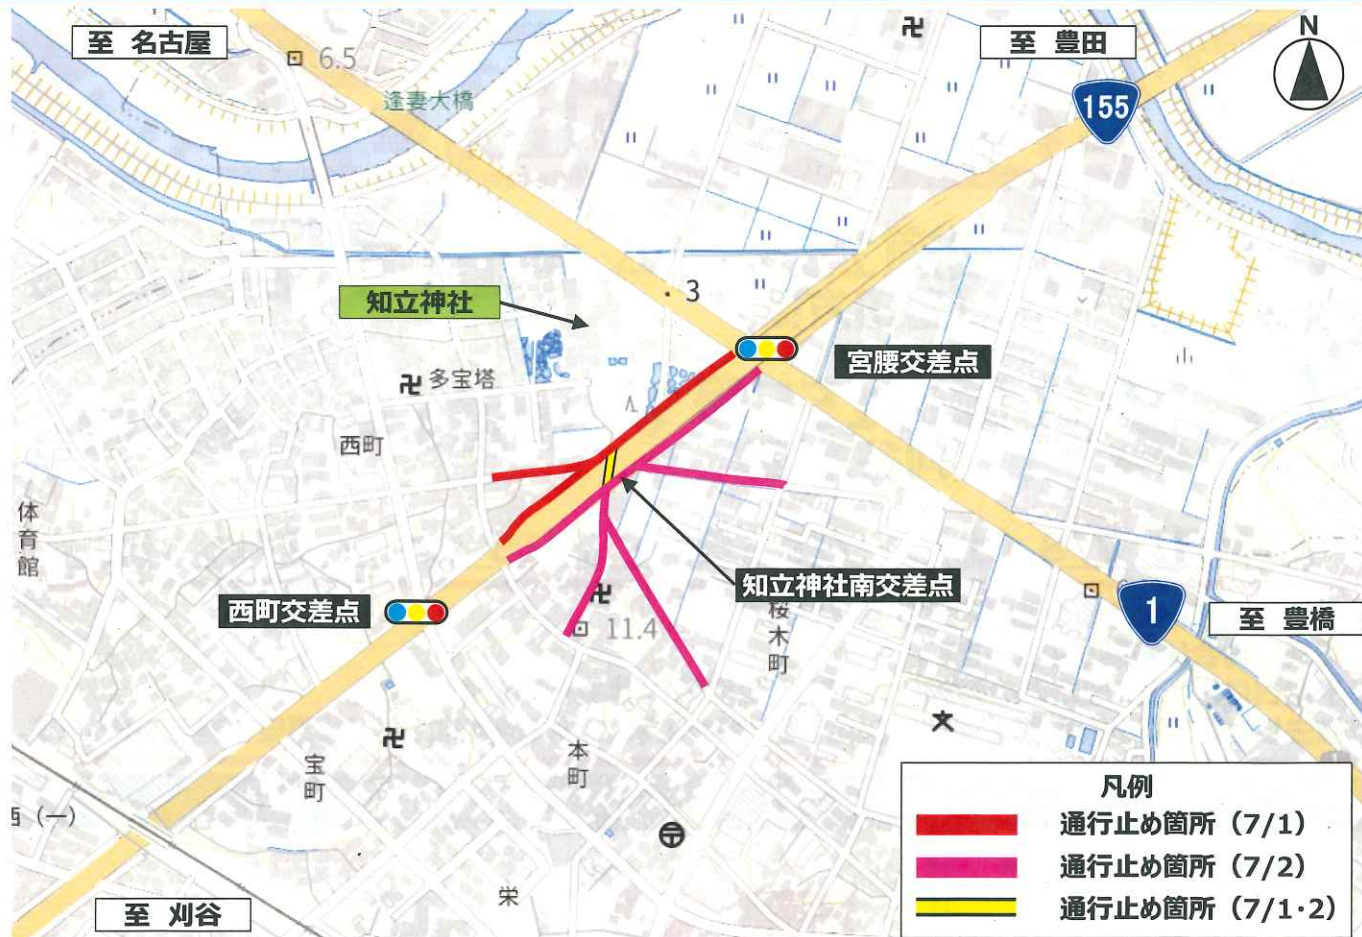 至 名古屋
6.5
逢妻大橋
至 豊田
N
155
知立神社
3
宮腰交差点
多宝塔
西町
体育館
知立神社南交差点
西町交差点
11.4
桜木町
1
至 豊橋
宝町
本町
栄
至 刈谷
凡例
通行止め箇所（7/1）
通行止め箇所（7/2）
通行止め箇所（7/1・2）